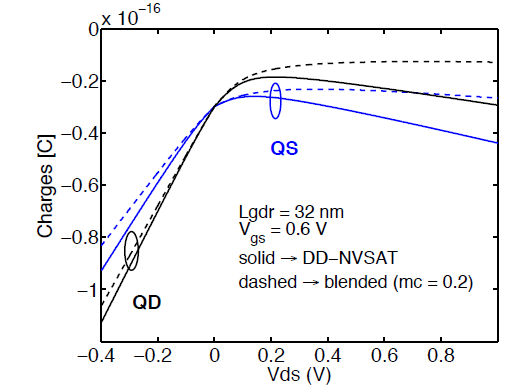 x 10−16
0
−0.2
−0.4
−0.6
−0.8
−1
Charges [C]
QS
Lgdr = 32 nm
Vgs = 0.6 V
solid → DD−NVSAT
dashed → blended (mc = 0.2)
QD
−0.4 −0.2 0 0.2 0.4 0.6 0.8
Vds (V)